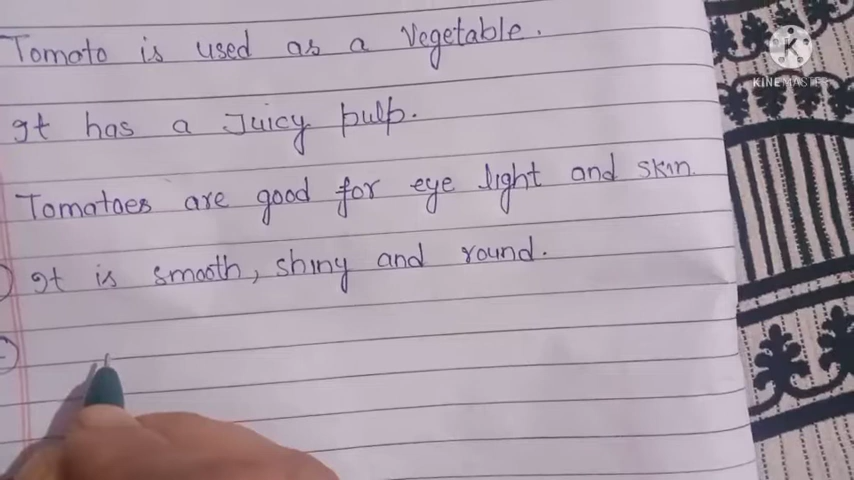 Tomato is used as a Vegetable.
It has a Juicy pulp.
Tomatoes are good for eye light and skin.
It is smooth, shiny and round.
KINEMASTER